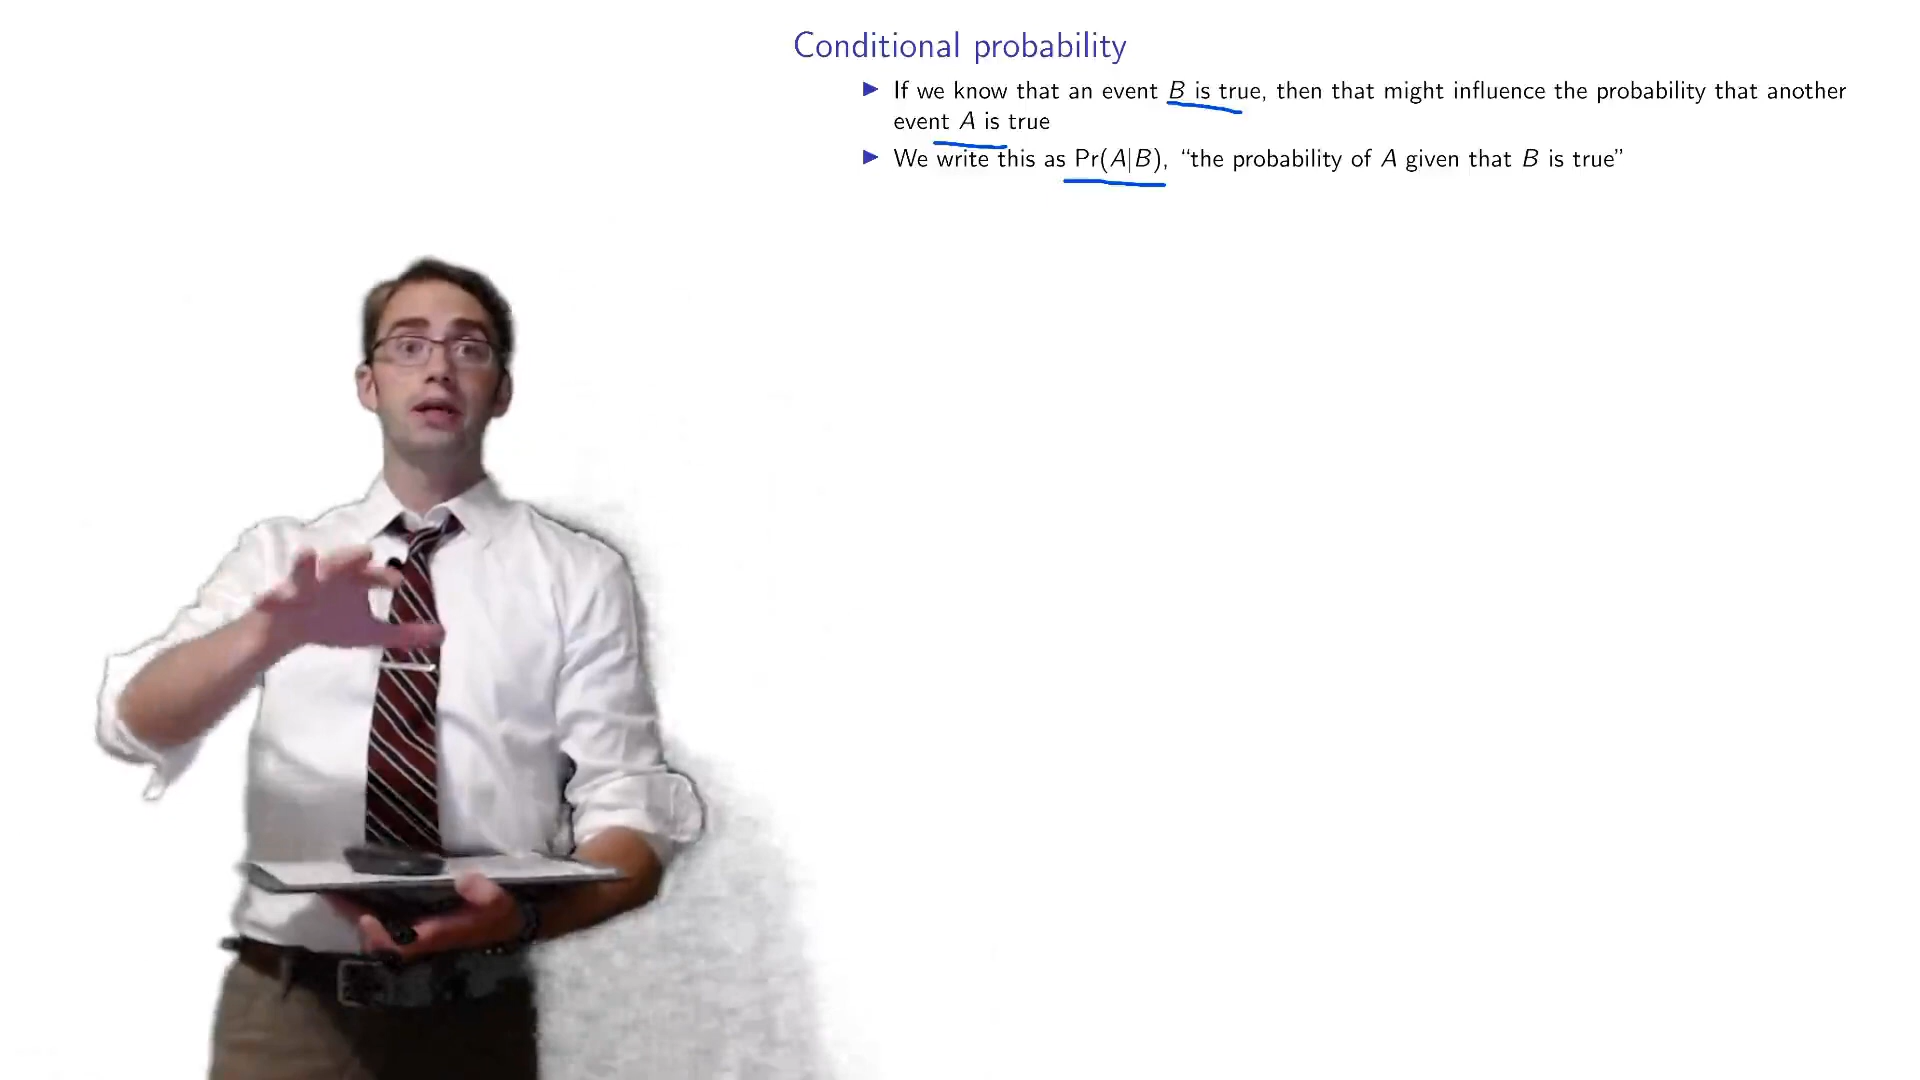 Conditional probability
▶ If we know that an event B is true, then that might influence the probability that another
event A is true
▶ We write this as Pr(A|B), “the probability of A given that B is true”